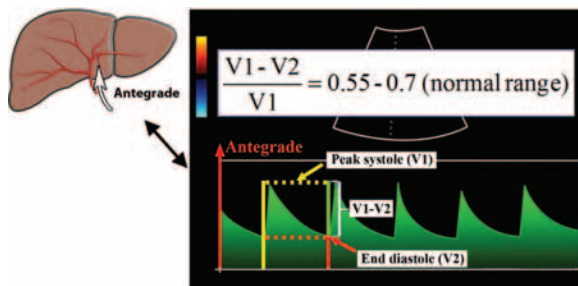 Antegrade
V1 - V2
V1
= 0.55 - 0.7 (normal range)
Antegrade
Peak systole (V1)
V1-V2
End diastole (V2)